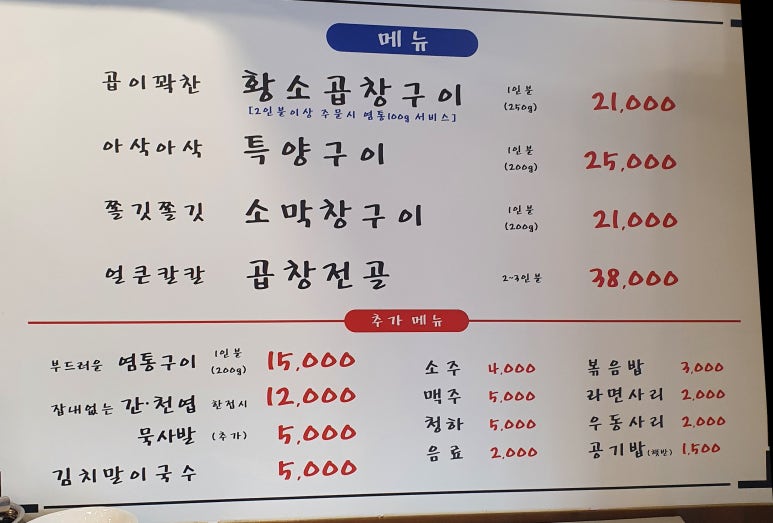 메뉴
곱이꽉찬 황소곱창구이 1인분 (250g) 21,000
[2인분이상 주문시 염통100g 서비스]
아삭아삭 특양구이 1인분 (200g) 25,000
쫄깃쫄깃 소막창구이 1인분 (200g) 21,000
얼큰칼칼 곱창전골 2~3인분 38,000
추가메뉴
부드러운 염통구이 1인분 (200g) 15,000
잡내없는 간·천엽 한접시 12,000
묵사발 (추가) 5,000
김치말이국수 5,000
소주 4,000
맥주 5,000
청하 5,000
음료 2,000
볶음밥 3,000
라면사리 2,000
우동사리 2,000
공기밥 (햇반) 1,500